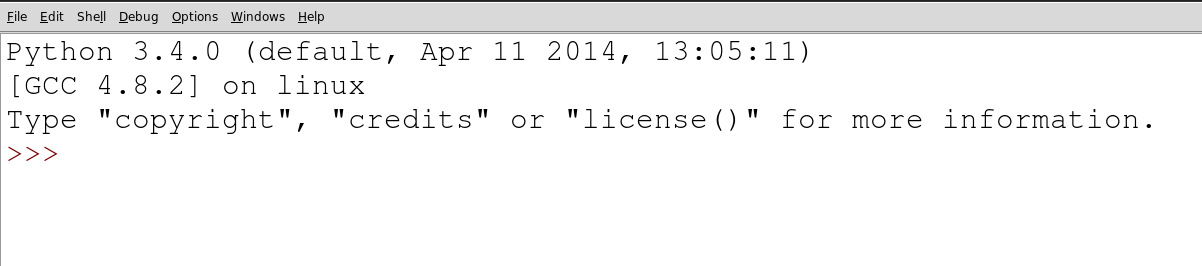 File Edit Shell Debug Options Windows Help
Python 3.4.0 (default, Apr 11 2014, 13:05:11)
[GCC 4.8.2] on linux
Type "copyright", "credits" or "license()" for more information.
>>>